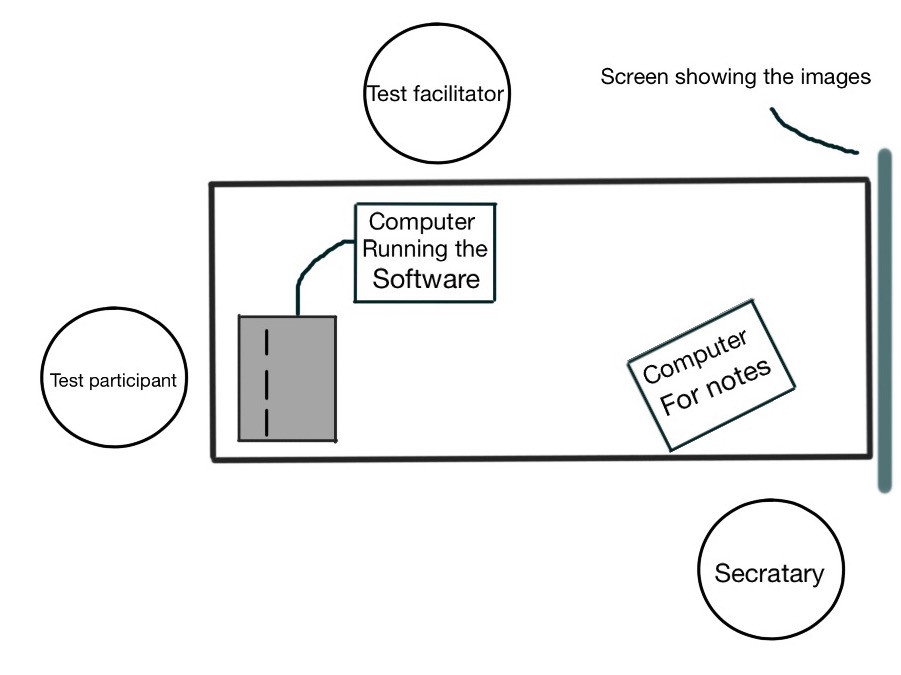 Test facilitator
Screen showing the images
Computer
Running the
Software
Test participant
Computer
For notes
Secratary